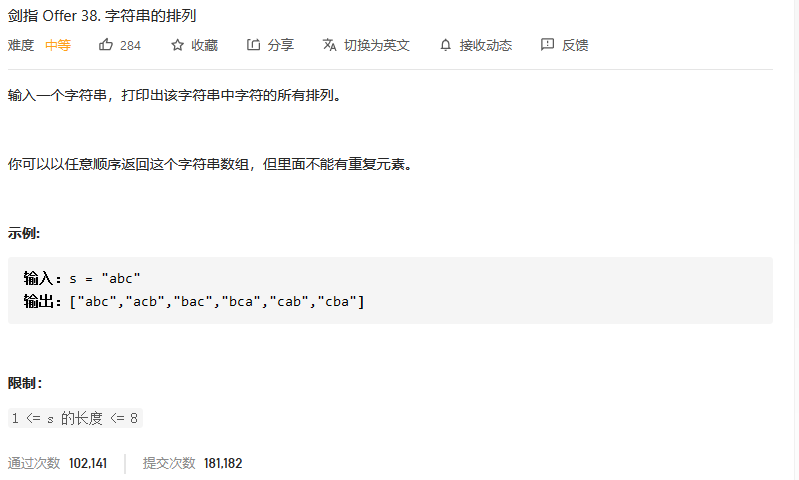 剑指 Offer 38. 字符串的排列
难度 中等 284 收藏 分享 切换为英文 接收动态 反馈
输入一个字符串，打印出该字符串中字符的所有排列。
你可以以任意顺序返回这个字符串数组，但里面不能有重复元素。
示例:
输入：s = "abc"
输出：["abc","acb","bac","bca","cab","cba"]
限制：
1 <= s 的长度 <= 8
通过次数 102,141 提交次数 181,182